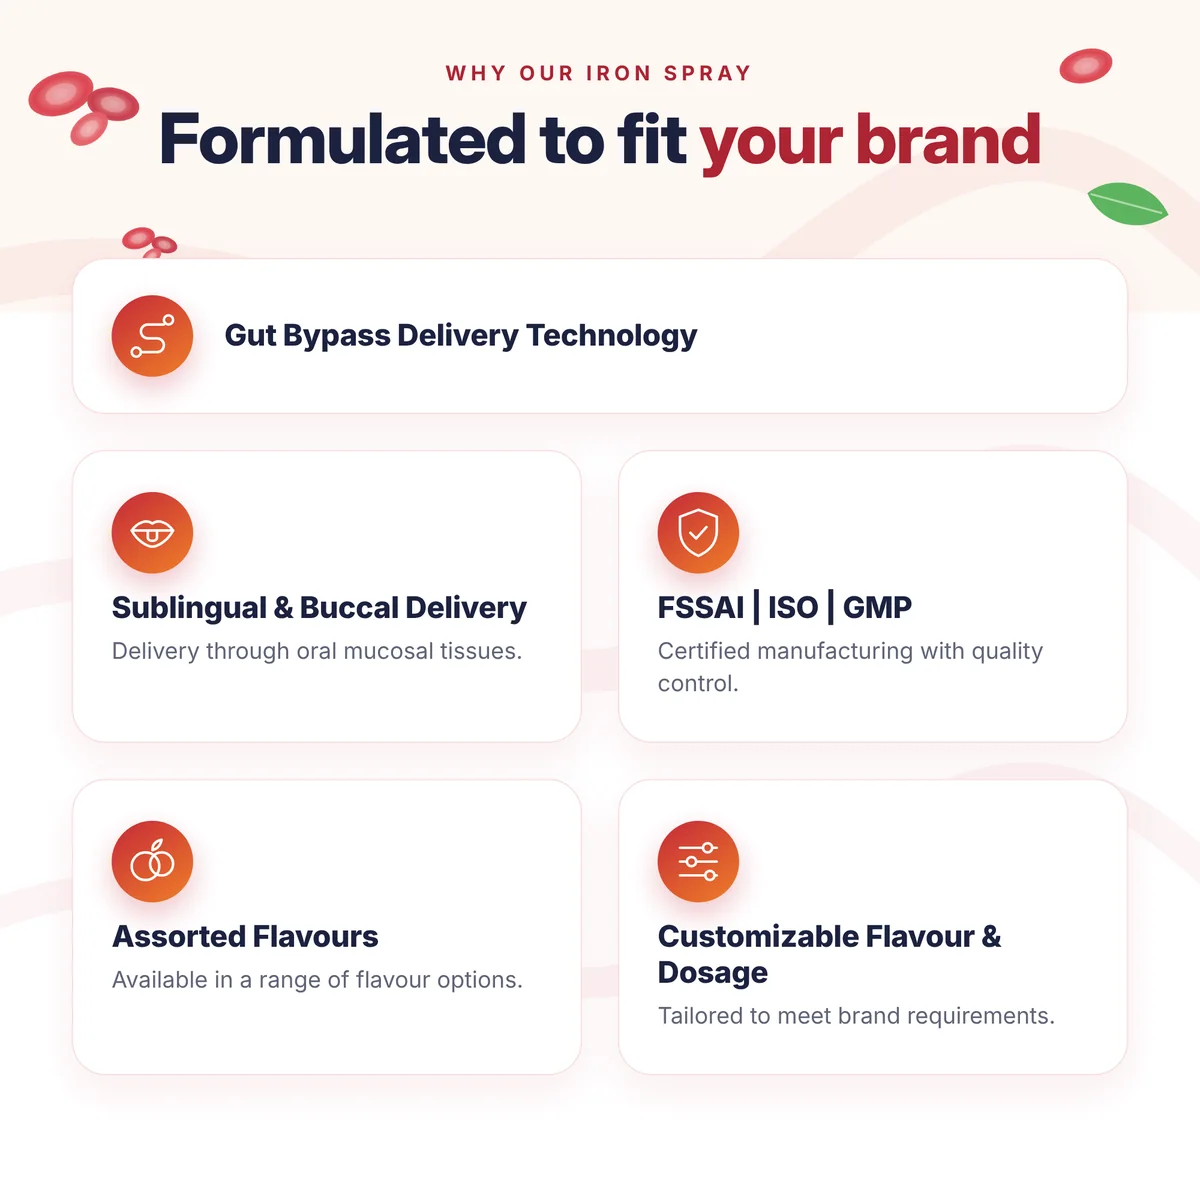 WHY OUR IRON SPRAY
Formulated to fit your brand
Gut Bypass Delivery Technology
Sublingual & Buccal Delivery
Delivery through oral mucosal tissues.
FSSAI | ISO | GMP
Certified manufacturing with quality
control.
Assorted Flavours
Available in a range of flavour options.
Customizable Flavour &
Dosage
Tailored to meet brand requirements.